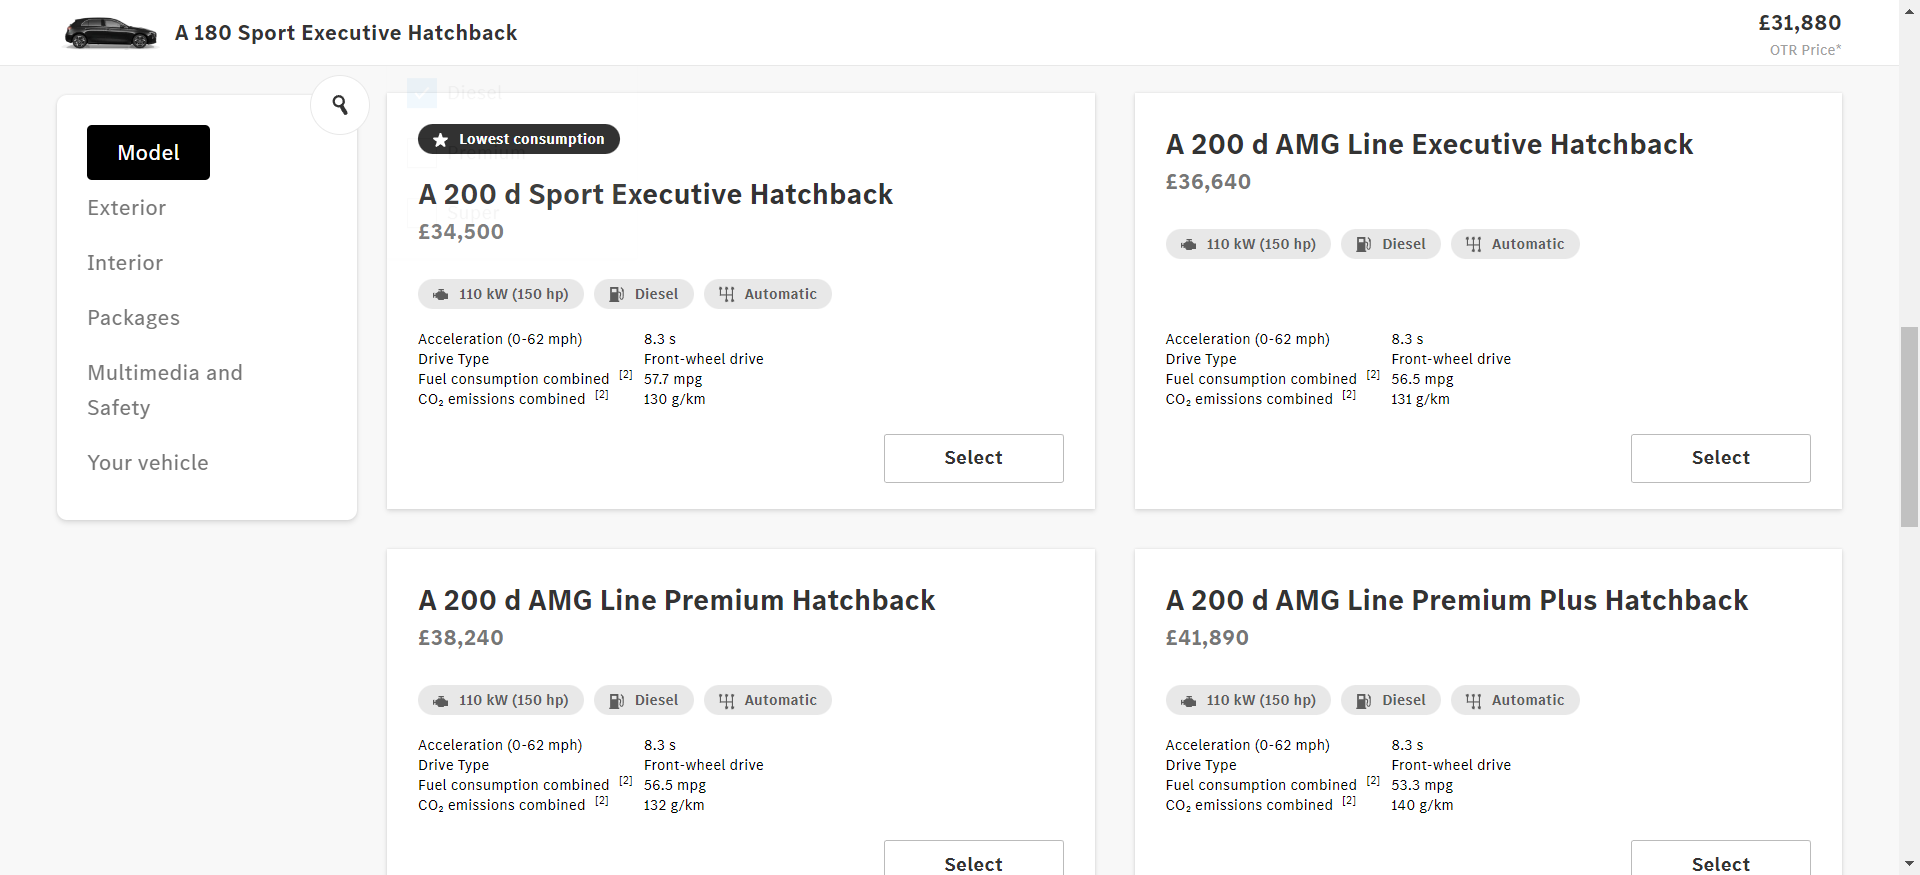 A 180 Sport Executive Hatchback
£31,880
OTR Price*
Model
Exterior
Interior
Packages
Multimedia and
Safety
Your vehicle
Diesel
Premium
Super
Lowest consumption
A 200 d Sport Executive Hatchback
£34,500
110 kW (150 hp)
Diesel
Automatic
Acceleration (0-62 mph) 8.3 s
Drive Type Front-wheel drive
Fuel consumption combined [2] 57.7 mpg
CO₂ emissions combined [2] 130 g/km
Select
A 200 d AMG Line Executive Hatchback
£36,640
110 kW (150 hp)
Diesel
Automatic
Acceleration (0-62 mph) 8.3 s
Drive Type Front-wheel drive
Fuel consumption combined [2] 56.5 mpg
CO₂ emissions combined [2] 131 g/km
Select
A 200 d AMG Line Premium Hatchback
£38,240
110 kW (150 hp)
Diesel
Automatic
Acceleration (0-62 mph) 8.3 s
Drive Type Front-wheel drive
Fuel consumption combined [2] 56.5 mpg
CO₂ emissions combined [2] 132 g/km
Select
A 200 d AMG Line Premium Plus Hatchback
£41,890
110 kW (150 hp)
Diesel
Automatic
Acceleration (0-62 mph) 8.3 s
Drive Type Front-wheel drive
Fuel consumption combined [2] 53.3 mpg
CO₂ emissions combined [2] 140 g/km
Select